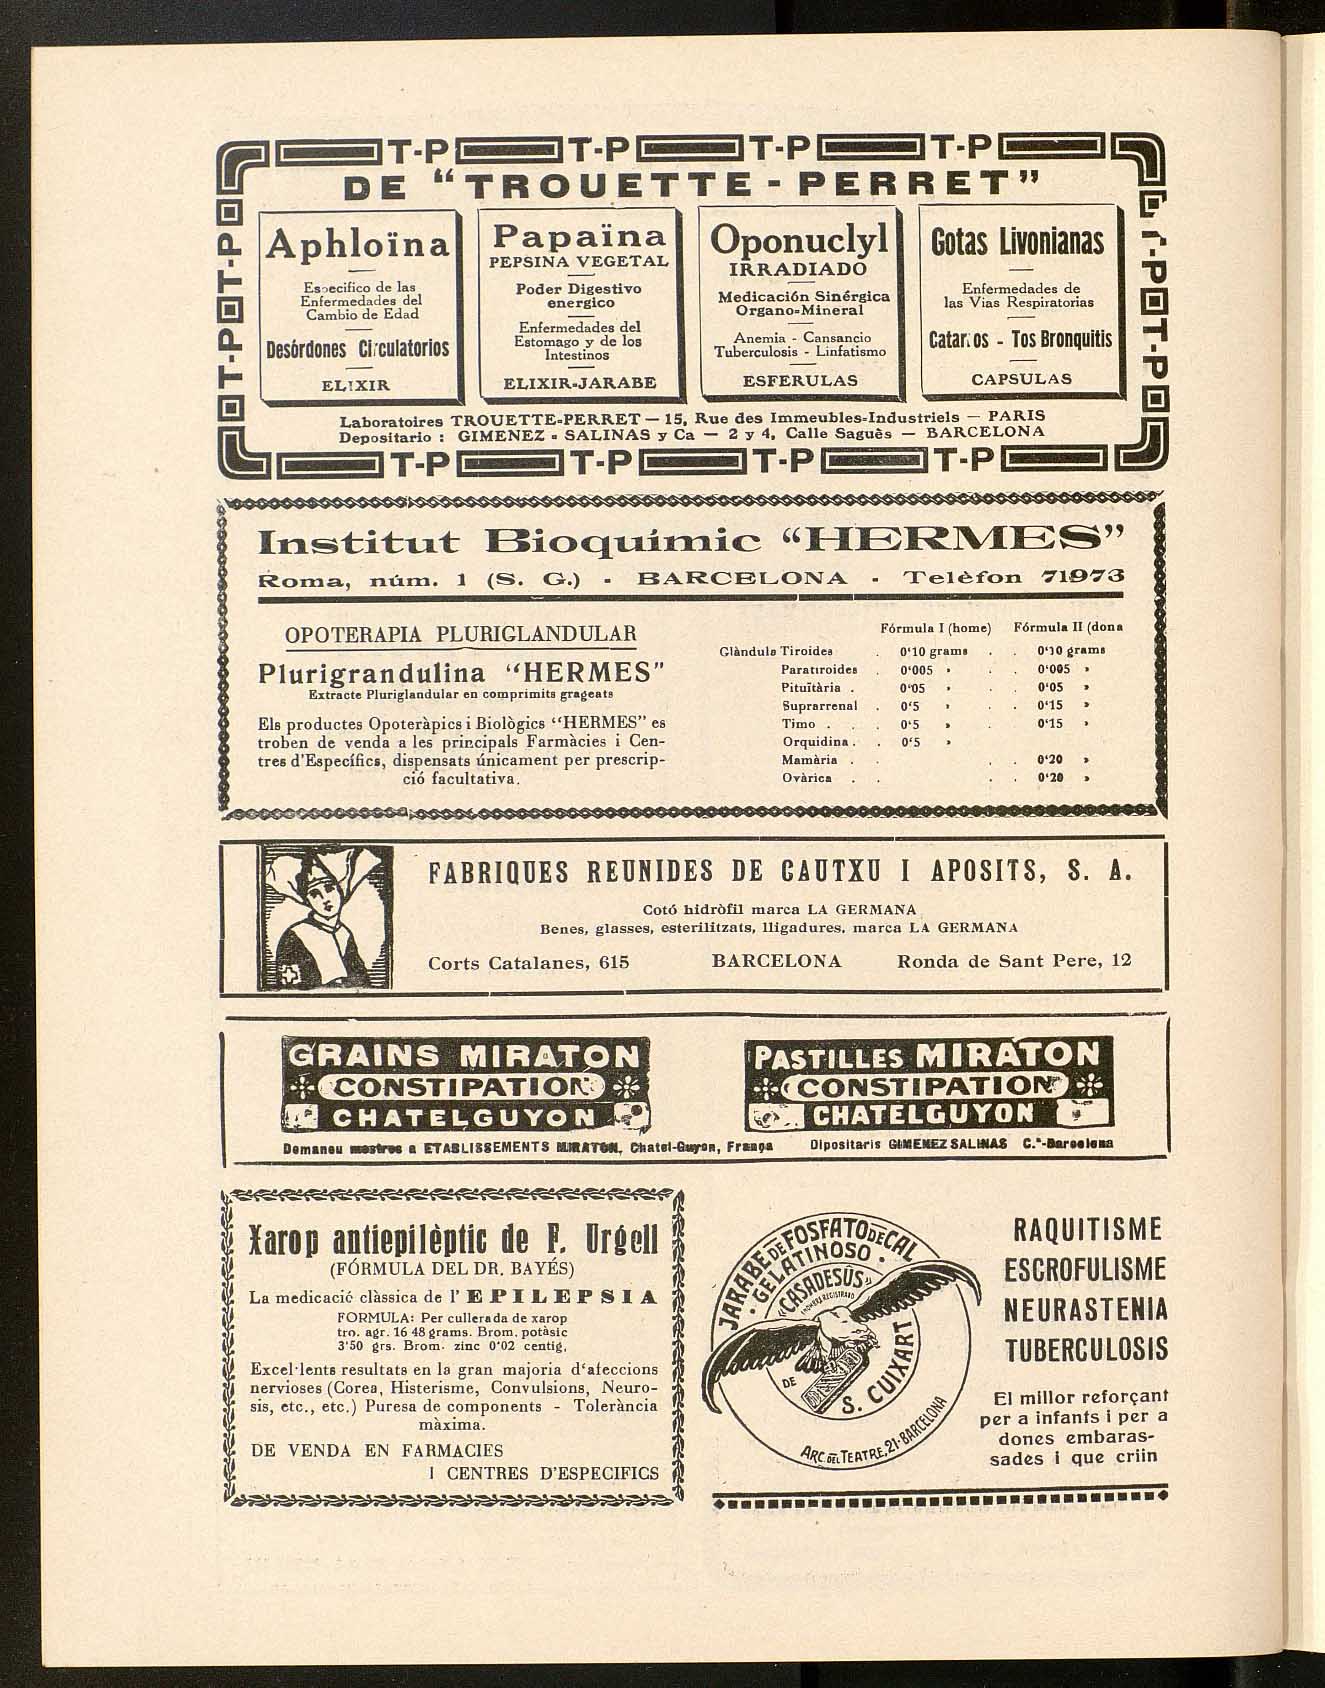 T-P T-P T-P T-P
DE "TROUETTE-PERRET"
Aphloïna
Especifico de las
Enfermedades del
Cambio de Edad
Desórdones Circulatorios
ELIXIR
Papaïna
PEPSINA VEGETAL
Poder Digestivo
energico
Enfermedades del
Estomago y de los
Intestinos
ELIXIR-JARABE
Oponuclyl
IRRADIADO
Medicación Sinérgica
Organo-Mineral
Anemia - Cansancio
Tuberculosis - Linfatismo
ESFERULAS
Gotas Livonianas
Enfermedades de
las Vias Respiratorias
Catarros - Tos Bronquitis
CAPSULAS
T-P T-P
T-P T-P
Laboratoires TROUETTE-PERRET — 15, Rue des Immeubles-Industriels — PARIS
Depositario : GIMENEZ - SALINAS y Ca — 2 y 4, Calle Saguès — BARCELONA
T-P T-P T-P T-P
Institut Bioquímic "HERMES"
Roma, núm. 1 (S. G.) - BARCELONA - Telèfon 71973
OPOTERAPIA PLURIGLANDULAR
Plurigrandulina "HERMES"
Extracte Pluriglandular en comprimits grageats
Els productes Opoteràpics i Biològics "HERMES" es
troben de venda a les principals Farmàcies i Cen-
tres d'Específics, dispensats únicament per prescrip-
ció facultativa.
Fórmula I (home) Fórmula II (dona
Glàndula Tiroides . 0'10 grams . . 0'10 grams
Paratiroides . 0'005 » . . 0'005 »
Pituïtària . 0'05 » . . 0'05 »
Suprarrenal . 0'5 » . . 0'15 »
Timo . . . 0'5 » . 0'15 »
Orquidina . . 0'5 »
Mamària . . . . 0'20 »
Ovàrica . . . . 0'20 »
FABRIQUES REUNIDES DE CAUTXU I APOSITS, S. A.
Cotó hidròfil marca LA GERMANA
Benes, glasses, esterilitzats, lligadures, marca LA GERMANA
Corts Catalanes, 615 BARCELONA Ronda de Sant Pere, 12
GRAINS MIRATON
CONSTIPATION
CHATELGUYON
PASTILLES MIRATON
CONSTIPATION
CHATELGUYON
Demaneu mostres a ETABLISSEMENTS MIRATON, Chatel-Guyon, França Dipositaris GIMENEZ SALINAS C.ª-Barcelona
Xarop antiepilèptic de F. Urgell
(FÓRMULA DEL DR. BAYÉS)
La medicació clàssica de l' EPILEPSIA
FORMULA: Per cullerada de xarop
tro. agr. 16 48 grams. Brom. potàsic
3'50 grs. Brom. zinc 0'02 centig,
Excel·lents resultats en la gran majoria d'afeccions
nervioses (Corea, Histerisme, Convulsions, Neuro-
sis, etc., etc.) Puresa de components - Tolerància
màxima.
DE VENDA EN FARMACIES
I CENTRES D'ESPECIFICS
JARABE DE FOSFATO DE CAL
· GELATINOSO ·
"CASADESÚS"
NOMBRE REGISTRADO
DE
S. CUIXART
ARC DEL TEATRE, 21 - BARCELONA
RAQUITISME
ESCROFULISME
NEURASTENIA
TUBERCULOSIS
El millor reforçant
per a infants i per a
dones embaras-
sades i que criïn